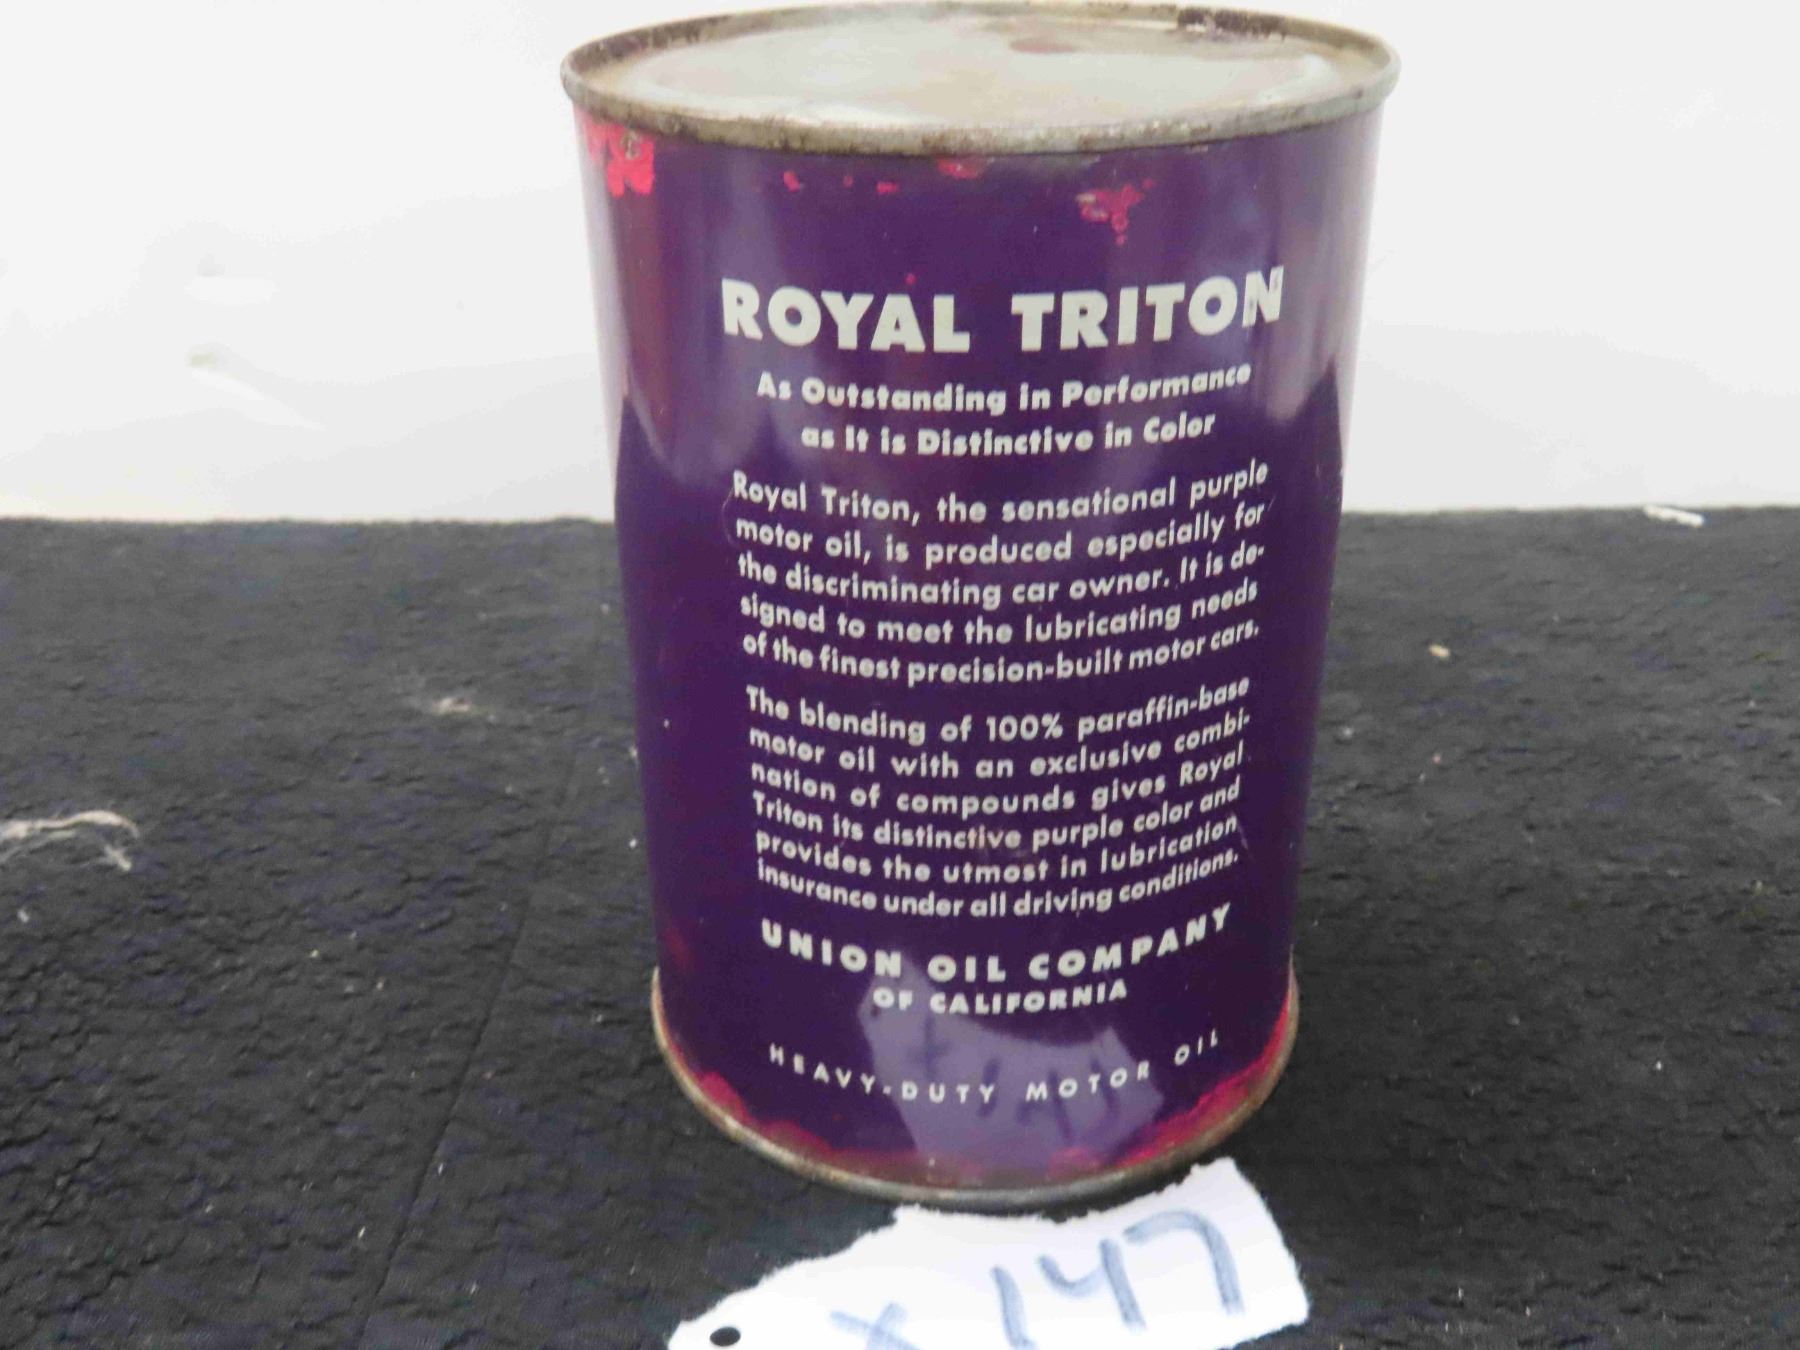 ROYAL TRITON
As Outstanding in Performance
as It is Distinctive in Color
Royal Triton, the sensational purple
motor oil, is produced especially for
the discriminating car owner. It is de-
signed to meet the lubricating needs
of the finest precision-built motor cars.
The blending of 100% paraffin-base
motor oil with an exclusive combi-
nation of compounds gives Royal
Triton its distinctive purple color and
provides the utmost in lubrication
insurance under all driving conditions.
UNION OIL COMPANY
OF CALIFORNIA
HEAVY-DUTY MOTOR OIL
X147